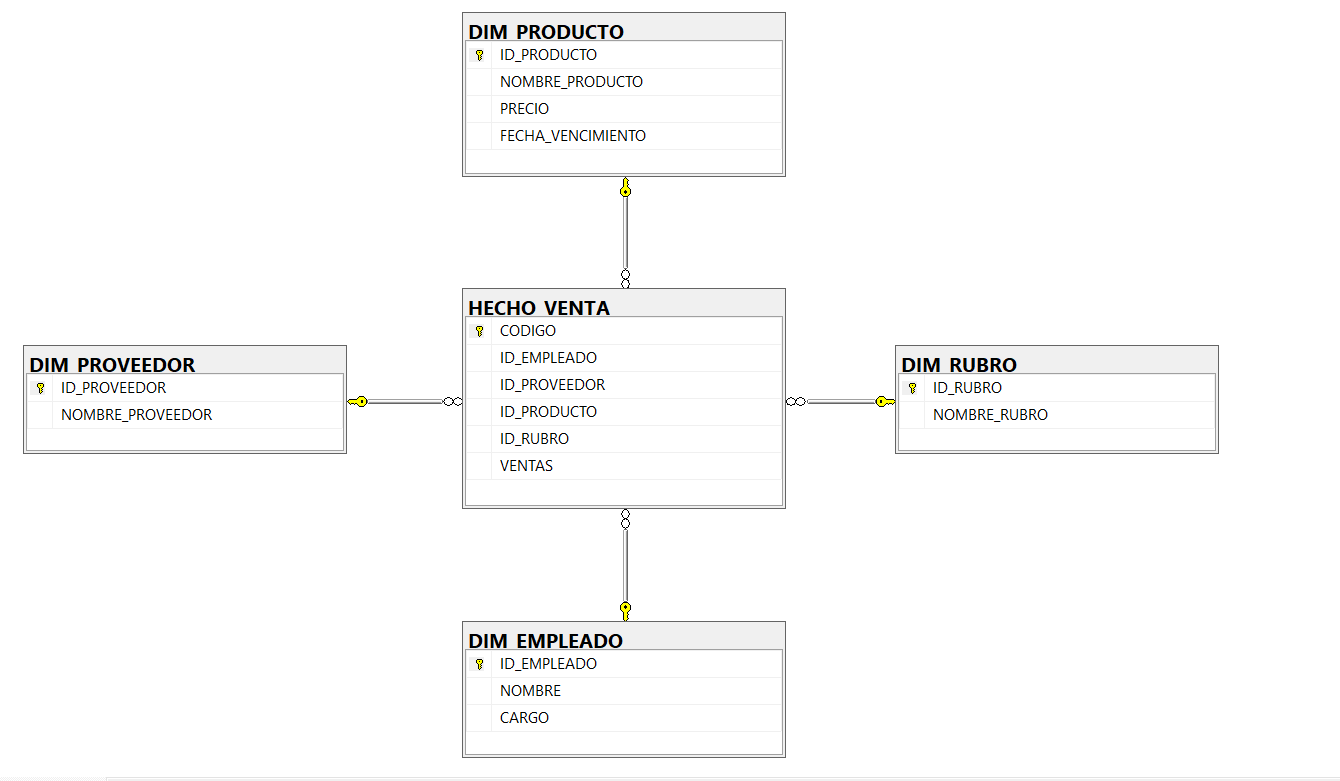 DIM_PRODUCTO
ID_PRODUCTO
NOMBRE_PRODUCTO
PRECIO
FECHA_VENCIMIENTO
HECHO_VENTA
CODIGO
ID_EMPLEADO
ID_PROVEEDOR
ID_PRODUCTO
ID_RUBRO
VENTAS
DIM_PROVEEDOR
ID_PROVEEDOR
NOMBRE_PROVEEDOR
DIM_RUBRO
ID_RUBRO
NOMBRE_RUBRO
DIM_EMPLEADO
ID_EMPLEADO
NOMBRE
CARGO